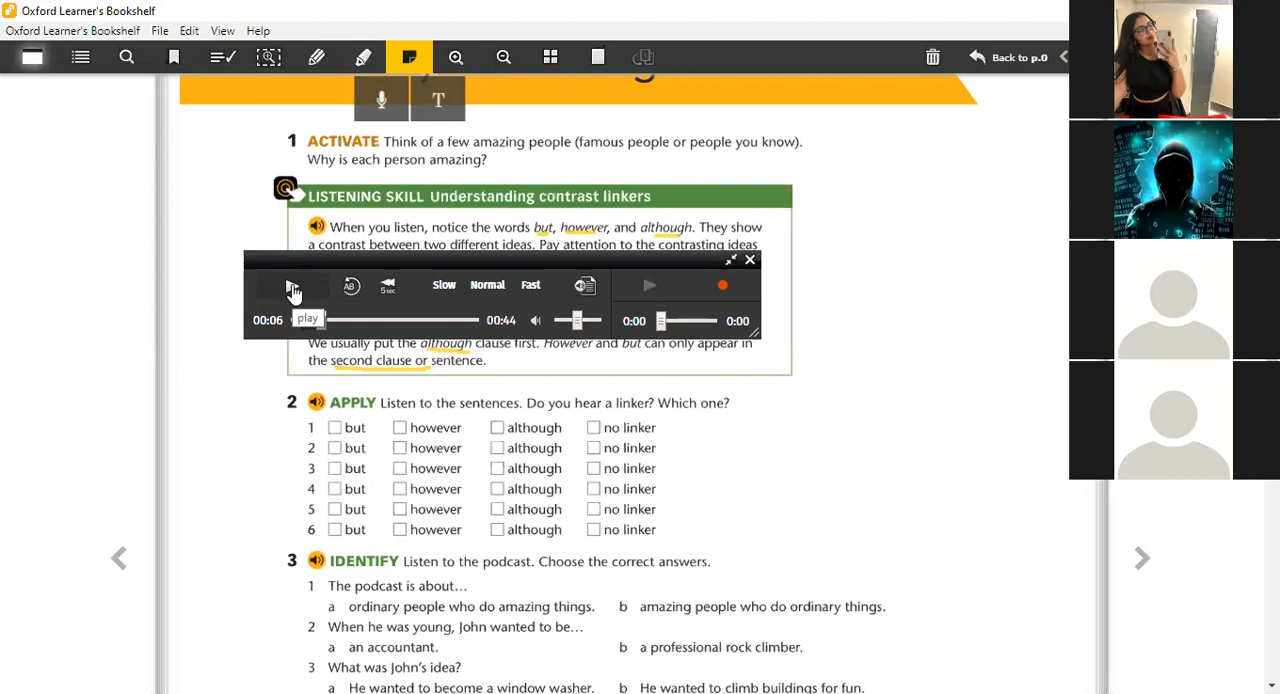 Oxford Learner's Bookshelf
Oxford Learner's Bookshelf File Edit View Help
Back to p.0
T
1 ACTIVATE Think of a few amazing people (famous people or people you know).
Why is each person amazing?
LISTENING SKILL Understanding contrast linkers
When you listen, notice the words but, however, and although. They show
a contrast between two different ideas. Pay attention to the contrasting ideas
AB 5 sec Slow Normal Fast
00:06 play 00:44 0:00 0:00
We usually put the although clause first. However and but can only appear in
the second clause or sentence.
2 APPLY Listen to the sentences. Do you hear a linker? Which one?
1 but however although no linker
2 but however although no linker
3 but however although no linker
4 but however although no linker
5 but however although no linker
6 but however although no linker
3 IDENTIFY Listen to the podcast. Choose the correct answers.
1 The podcast is about…
a ordinary people who do amazing things. b amazing people who do ordinary things.
2 When he was young, John wanted to be…
a an accountant. b a professional rock climber.
3 What was John's idea?
a He wanted to become a window washer. b He wanted to climb buildings for fun.